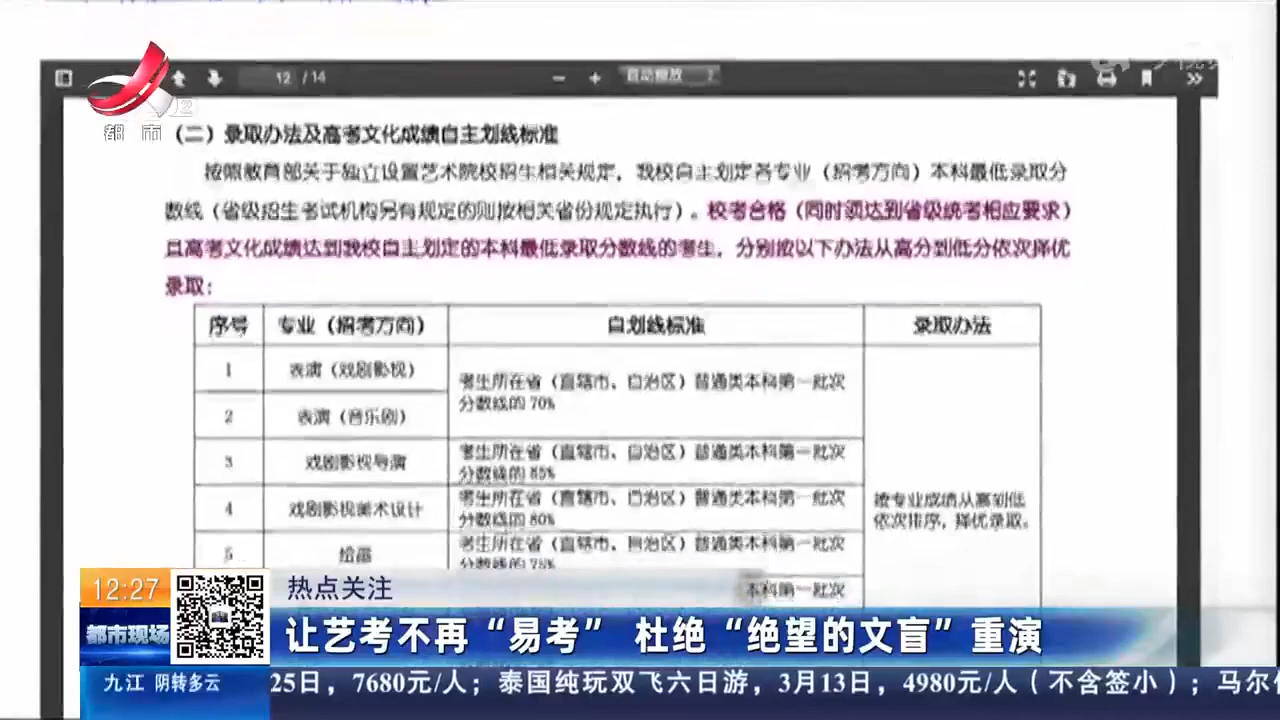 12 / 14
自动缩放
都市
2
（二）录取办法及高考文化成绩自主划线标准
按照教育部关于独立设置艺术院校招生相关规定，我校自主划定各专业（招考方向）本科最低录取分
数线（省级招生考试机构另有规定的则按相关省份规定执行）。校考合格（同时须达到省级统考相应要求）
且高考文化成绩达到我校自主划定的本科最低录取分数线的考生，分别按以下办法从高分到低分依次择优
录取：
序号 专业（招考方向） 自划线标准 录取办法
1 表演（戏剧影视）
考生所在省（直辖市、自治区）普通类本科第一批次
分数线的 70%
2 表演（音乐剧）
3 戏剧影视导演
考生所在省（直辖市、自治区）普通类本科第一批次
分数线的 85%
4 戏剧影视美术设计
考生所在省（直辖市、自治区）普通类本科第一批次
分数线的 80%
按专业成绩从高到低
依次排序，择优录取。
5 绘画
考生所在省（直辖市、自治区）普通类本科第一批次
分数线的 75%
本科第一批次
12:27
热点关注
都市现场
让艺考不再“易考” 杜绝“绝望的文盲”重演
九江 阴转多云
25日，7680元/人；泰国纯玩双飞六日游，3月13日，4980元/人（不含签小）；马尔